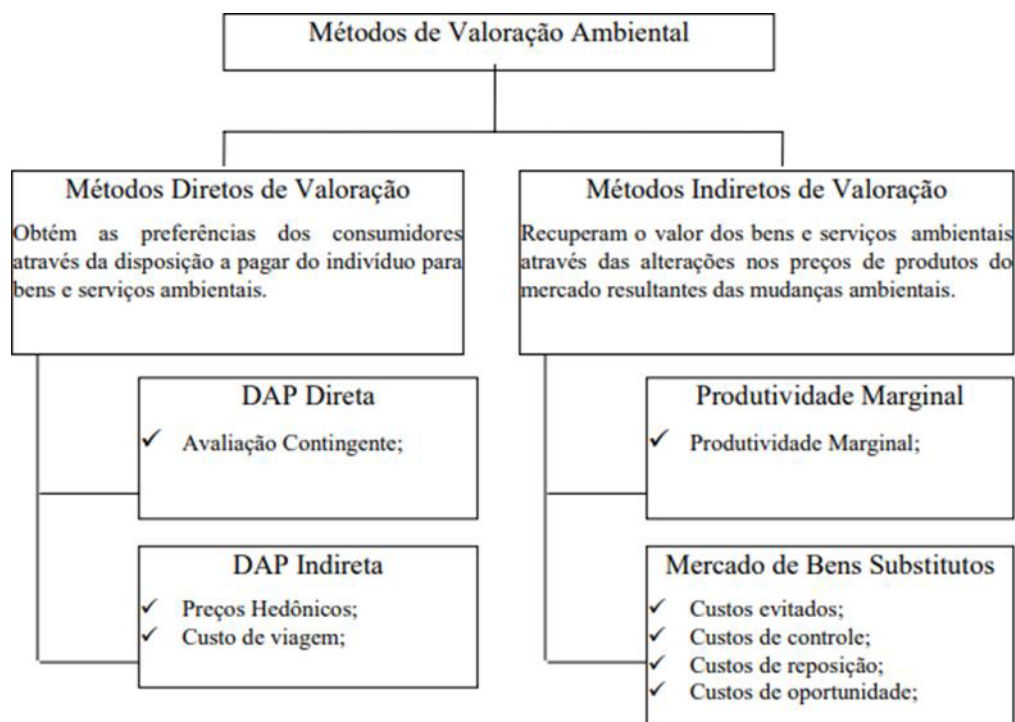 Métodos de Valoração Ambiental
Métodos Diretos de Valoração
Obtém as preferências dos consumidores
através da disposição a pagar do indivíduo para
bens e serviços ambientais.
Métodos Indiretos de Valoração
Recuperam o valor dos bens e serviços ambientais
através das alterações nos preços de produtos do
mercado resultantes das mudanças ambientais.
DAP Direta
✓ Avaliação Contingente;
Produtividade Marginal
✓ Produtividade Marginal;
DAP Indireta
✓ Preços Hedônicos;
✓ Custo de viagem;
Mercado de Bens Substitutos
✓ Custos evitados;
✓ Custos de controle;
✓ Custos de reposição;
✓ Custos de oportunidade;